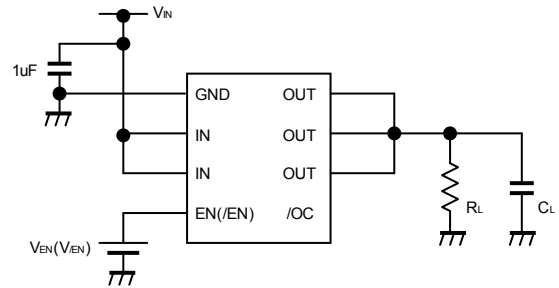 VIN
1uF
GND OUT
IN OUT
IN OUT
EN(/EN) /OC
VEN(V/EN)
RL
CL